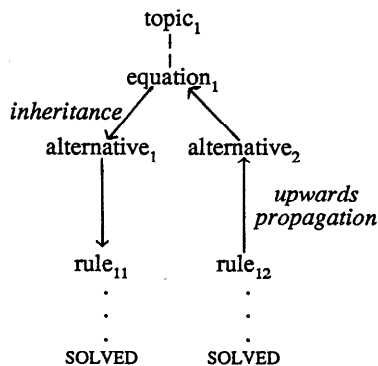 topic₁
equation₁
inheritance
alternative₁ alternative₂
upwards
propagation
rule₁₁ rule₁₂
SOLVED SOLVED